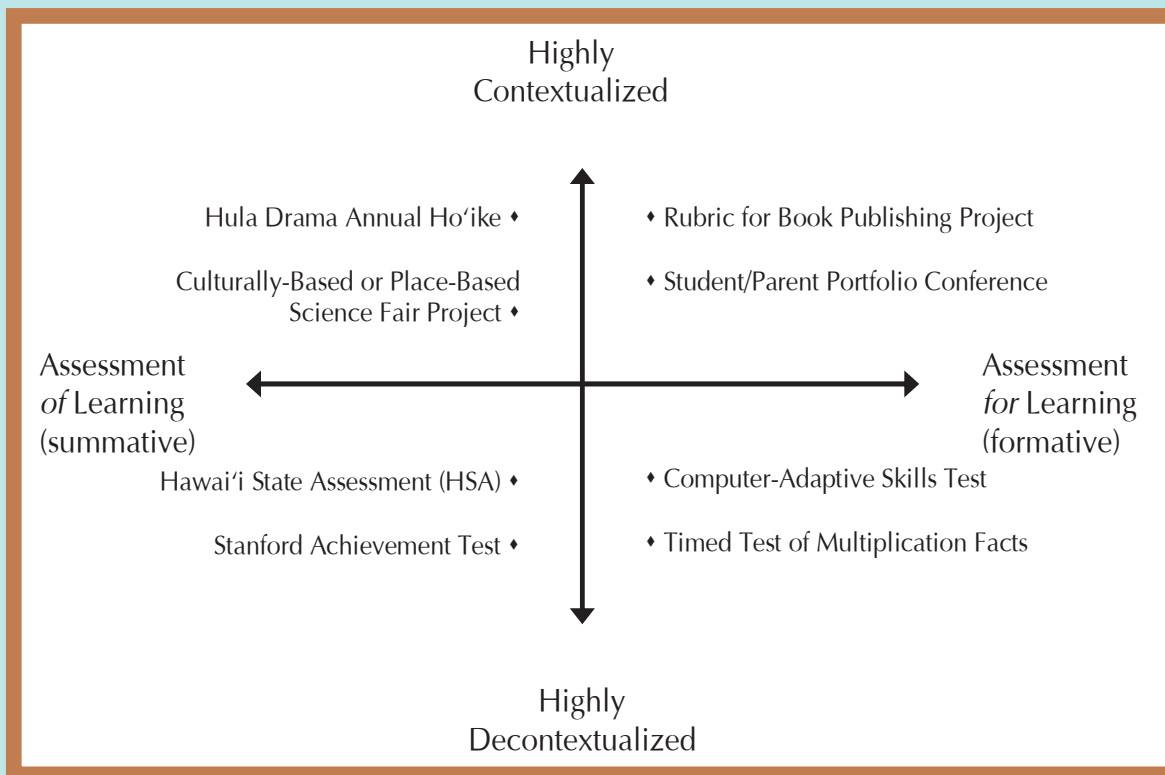 Highly
Contextualized
Hula Drama Annual Ho‘ike ♦
♦ Rubric for Book Publishing Project
Culturally-Based or Place-Based
Science Fair Project ♦
♦ Student/Parent Portfolio Conference
Assessment
of Learning
(summative)
Assessment
for Learning
(formative)
Hawai‘i State Assessment (HSA) ♦
♦ Computer-Adaptive Skills Test
Stanford Achievement Test ♦
♦ Timed Test of Multiplication Facts
Highly
Decontextualized